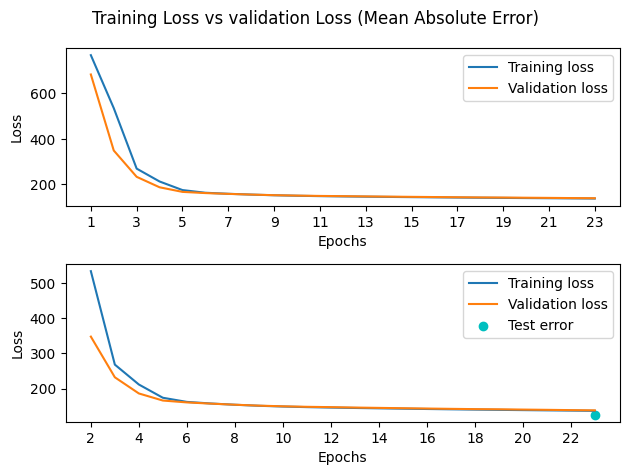 Training Loss vs validation Loss (Mean Absolute Error)
Training loss
Validation loss
600
400
200
Loss
1 3 5 7 9 11 13 15 17 19 21 23
Epochs
Training loss
Validation loss
Test error
500
400
300
200
Loss
2 4 6 8 10 12 14 16 18 20 22
Epochs